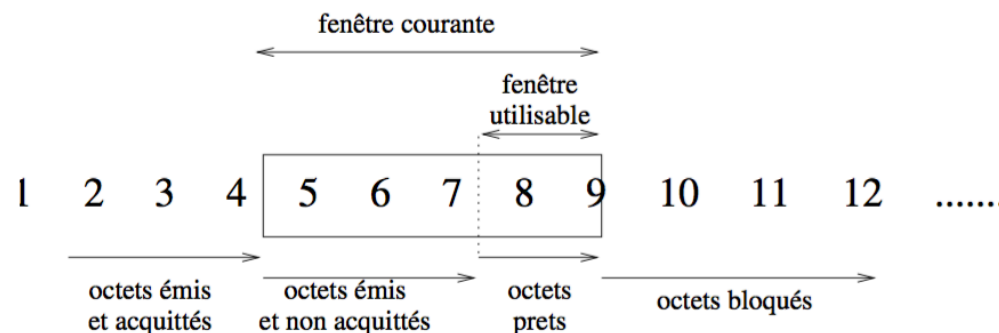 fenêtre courante
fenêtre
utilisable
1 2 3 4 5 6 7 8 9 10 11 12 .......
octets émis
et acquittés
octets émis
et non acquittés
octets
prets
octets bloqués